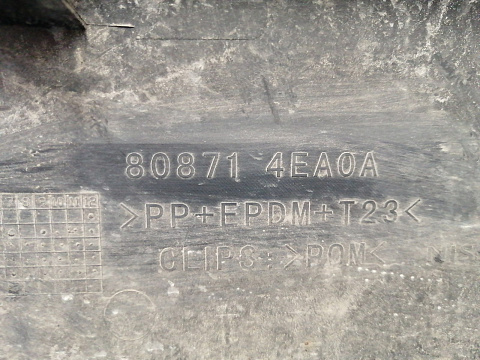 80871 4EA0A
>PP+EPDM+T23<
CLIPS:>POM<